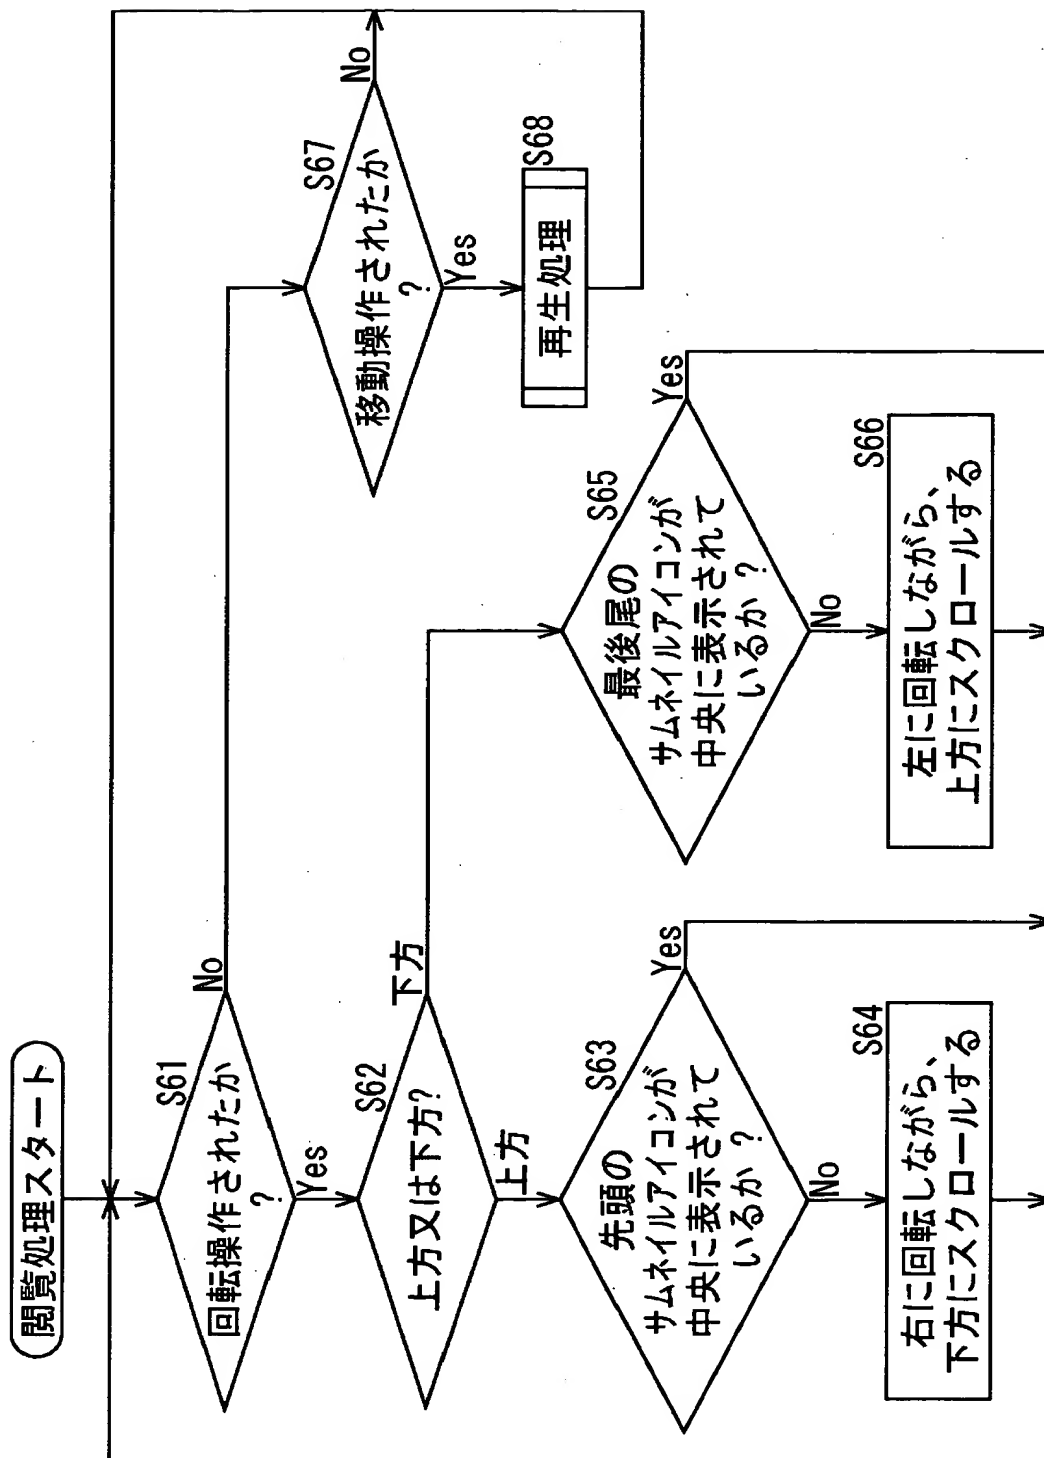 閲覧処理スタート
S61
回転操作されたか
?
No
Yes
S62
上方又は下方?
下方
上方
S63
先頭の
サムネイルアイコンが
中央に表示されて
いるか ?
Yes
No
S64
右に回転しながら、
下方にスクロールする
S65
最後尾の
サムネイルアイコンが
中央に表示されて
いるか ?
Yes
No
S66
左に回転しながら、
上方にスクロールする
S67
移動操作されたか
?
No
Yes
S68
再生処理